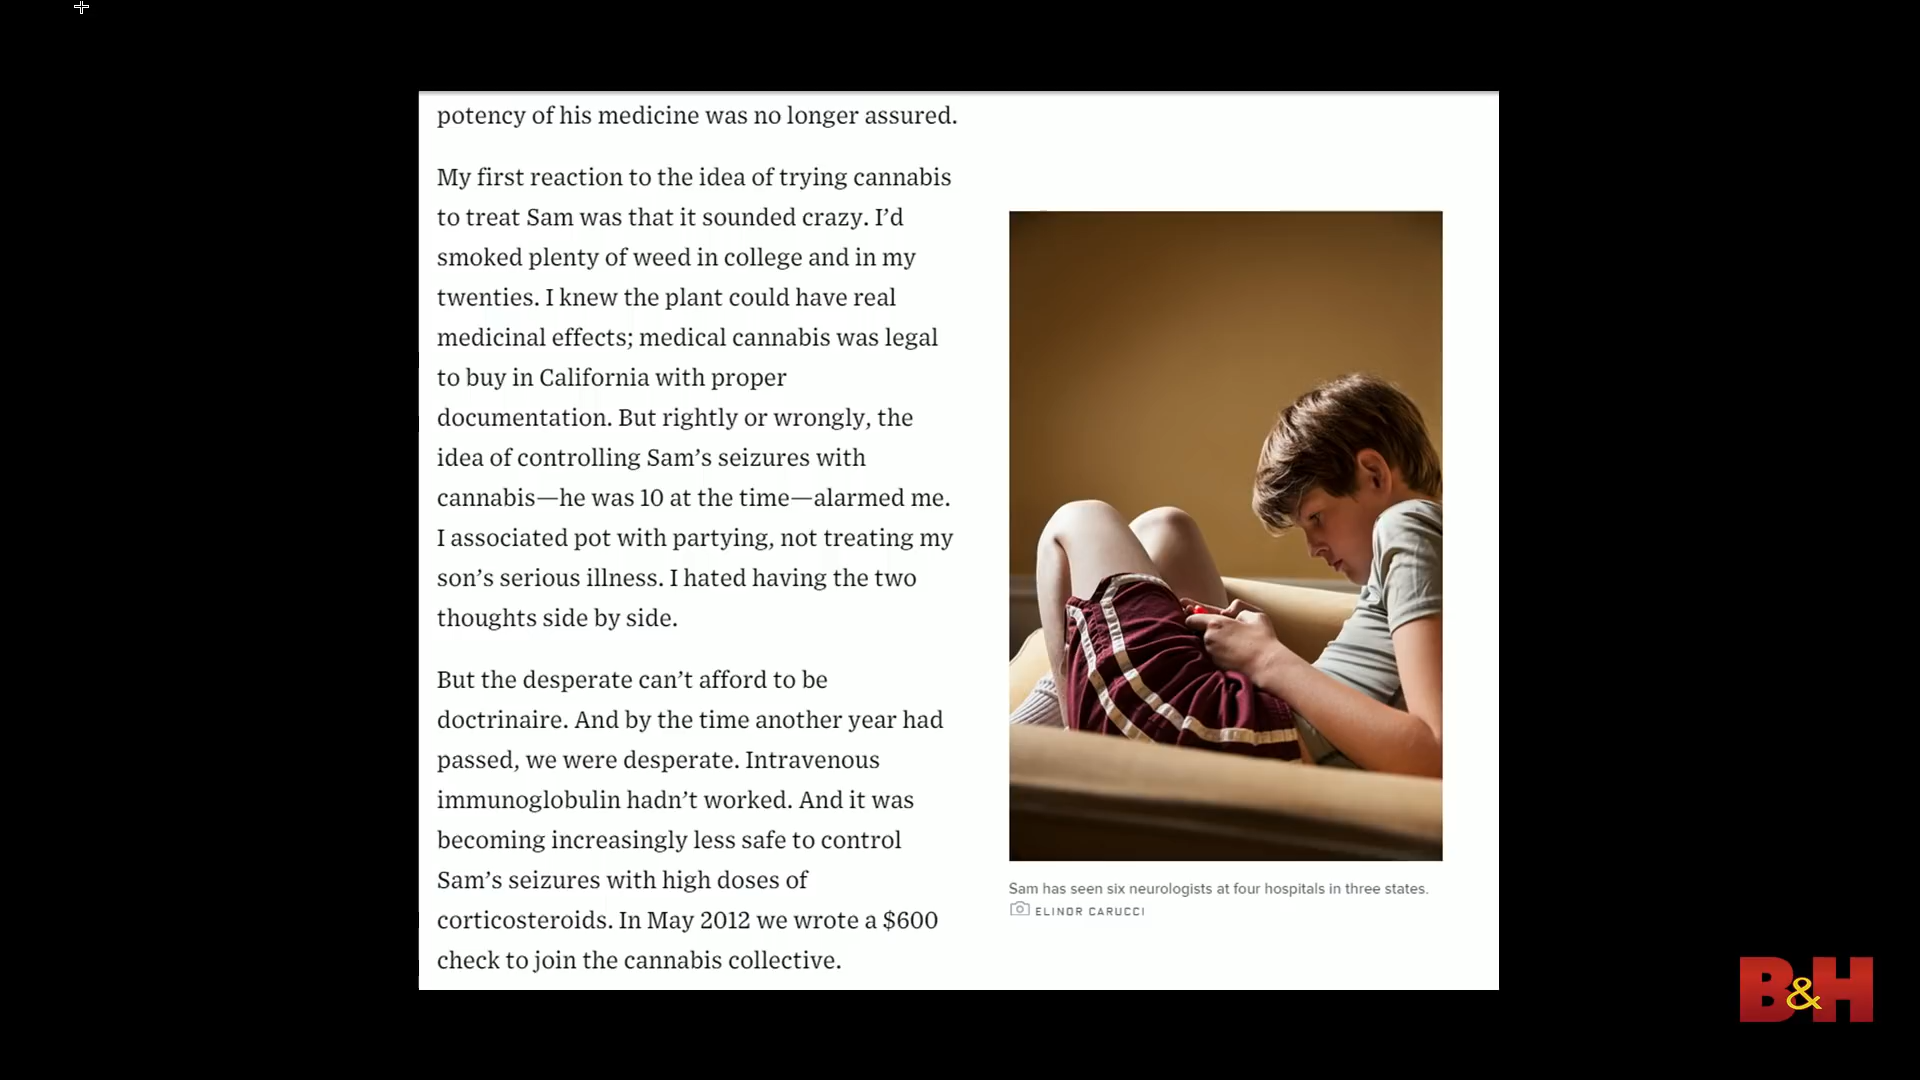 potency of his medicine was no longer assured.
My first reaction to the idea of trying cannabis
to treat Sam was that it sounded crazy. I’d
smoked plenty of weed in college and in my
twenties. I knew the plant could have real
medicinal effects; medical cannabis was legal
to buy in California with proper
documentation. But rightly or wrongly, the
idea of controlling Sam’s seizures with
cannabis—he was 10 at the time—alarmed me.
I associated pot with partying, not treating my
son’s serious illness. I hated having the two
thoughts side by side.
But the desperate can’t afford to be
doctrinaire. And by the time another year had
passed, we were desperate. Intravenous
immunoglobulin hadn’t worked. And it was
becoming increasingly less safe to control
Sam’s seizures with high doses of
corticosteroids. In May 2012 we wrote a $600
check to join the cannabis collective.
Sam has seen six neurologists at four hospitals in three states.
ELINOR CARUCCI
B&H